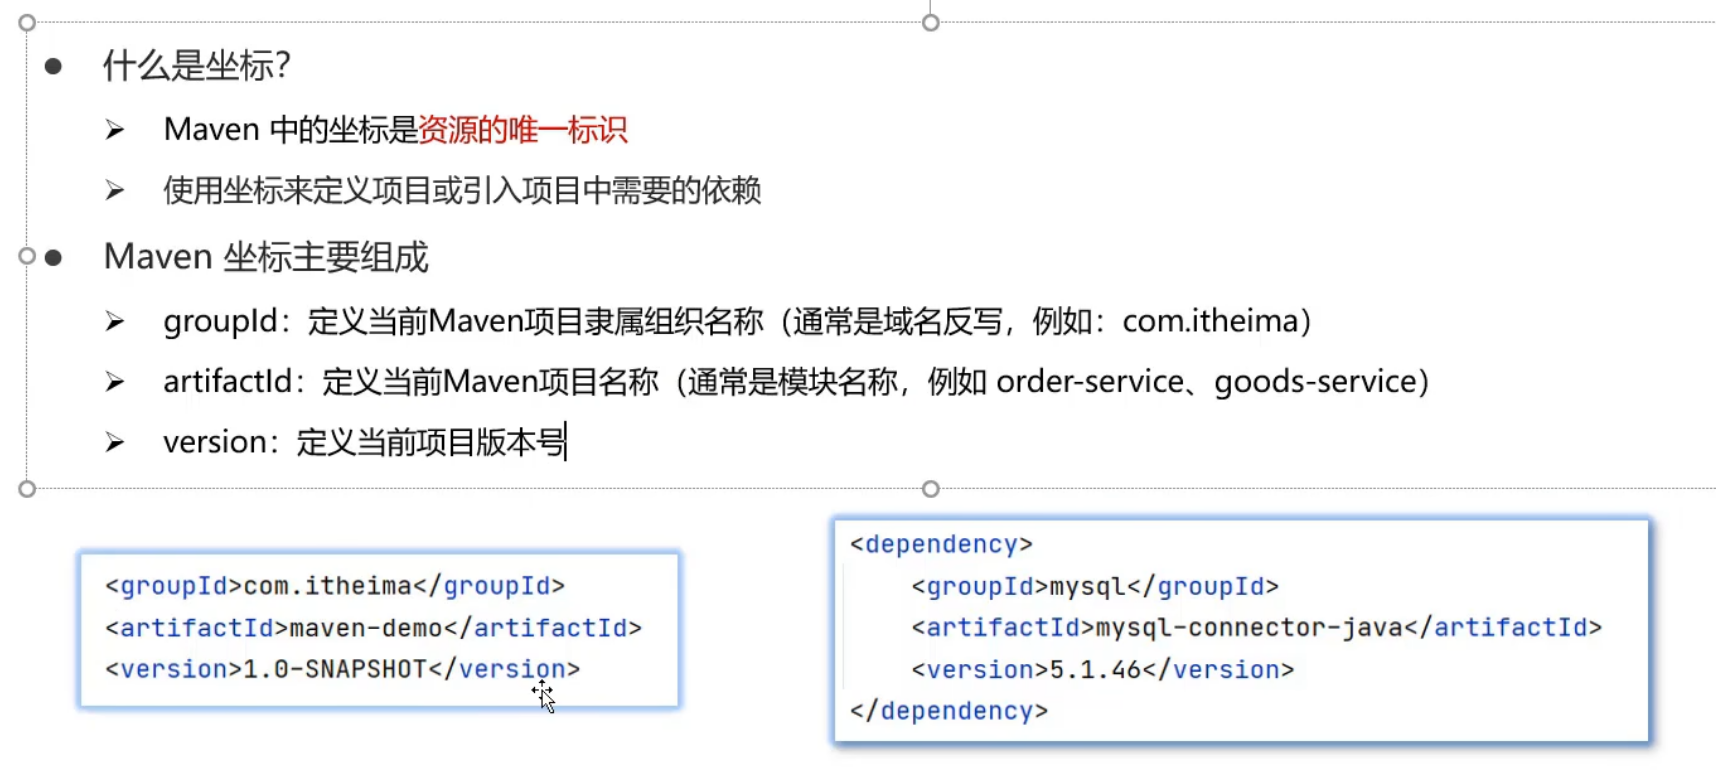 什么是坐标?
Maven 中的坐标是资源的唯一标识
使用坐标来定义项目或引入项目中需要的依赖
Maven 坐标主要组成
groupId：定义当前Maven项目隶属组织名称（通常是域名反写，例如：com.itheima）
artifactId：定义当前Maven项目名称（通常是模块名称，例如 order-service、goods-service）
version：定义当前项目版本号
<groupId>com.itheima</groupId>
<artifactId>maven-demo</artifactId>
<version>1.0-SNAPSHOT</version>
<dependency>
<groupId>mysql</groupId>
<artifactId>mysql-connector-java</artifactId>
<version>5.1.46</version>
</dependency>